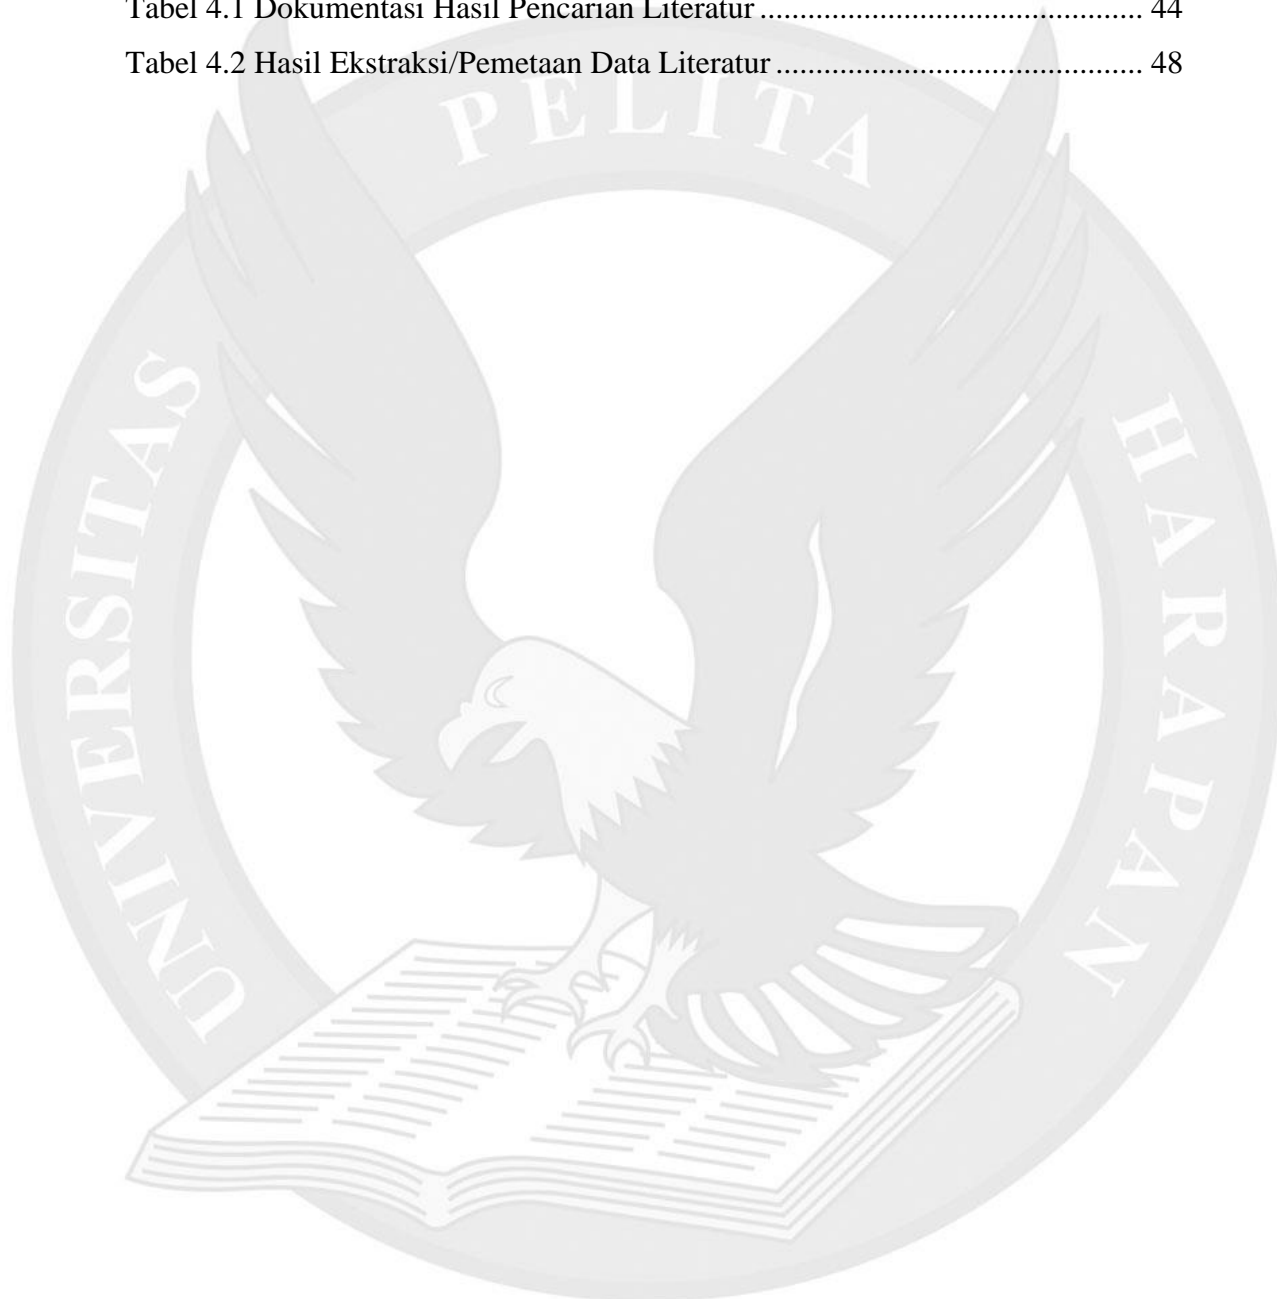 Tabel 4.1 Dokumentasi Hasil Pencarian Literatur ................................................ 44
Tabel 4.2 Hasil Ekstraksi/Pemetaan Data Literatur .............................................. 48
UNIVERSITAS PELITA HARAPAN